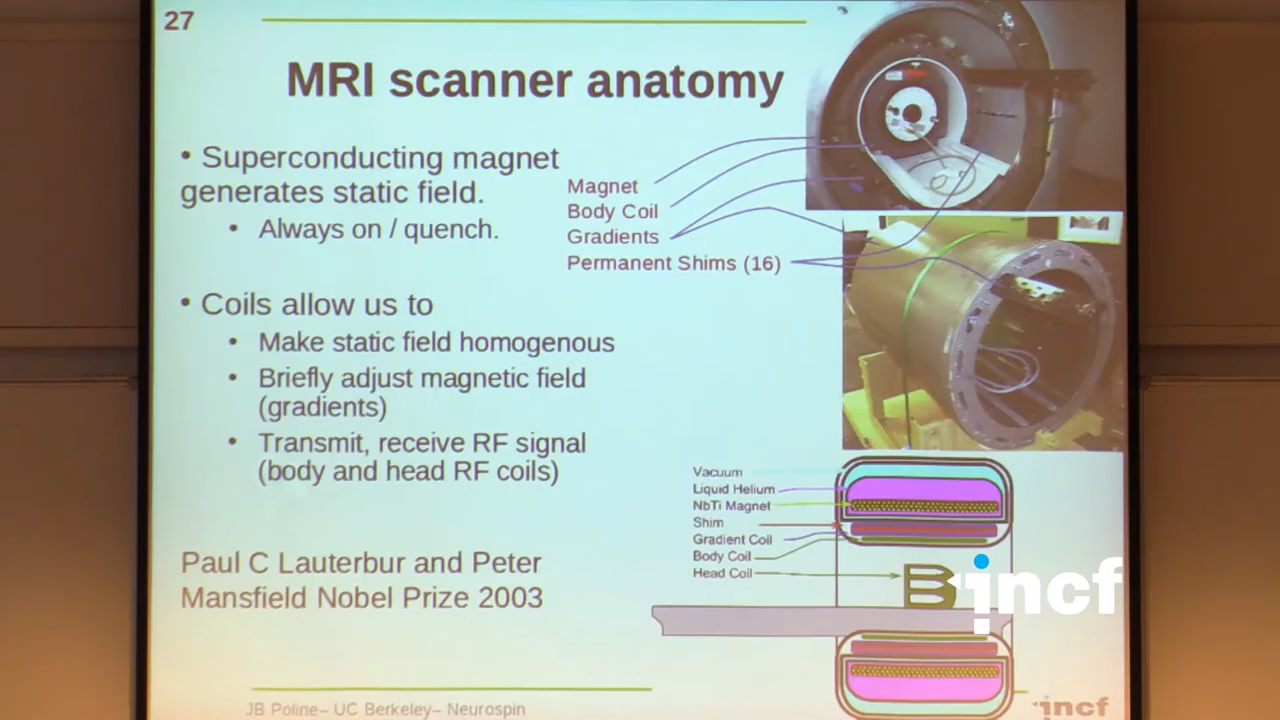 27
MRI scanner anatomy
• Superconducting magnet
generates static field.
• Always on / quench.
Magnet
Body Coil
Gradients
Permanent Shims (16)
• Coils allow us to
• Make static field homogenous
• Briefly adjust magnetic field
(gradients)
• Transmit, receive RF signal
(body and head RF coils)
Vacuum
Liquid Helium
NbTi Magnet
Shim
Gradient Coil
Body Coil
Head Coil
Paul C Lauterbur and Peter
Mansfield Nobel Prize 2003
incf
JB Poline– UC Berkeley– Neurospin
incf